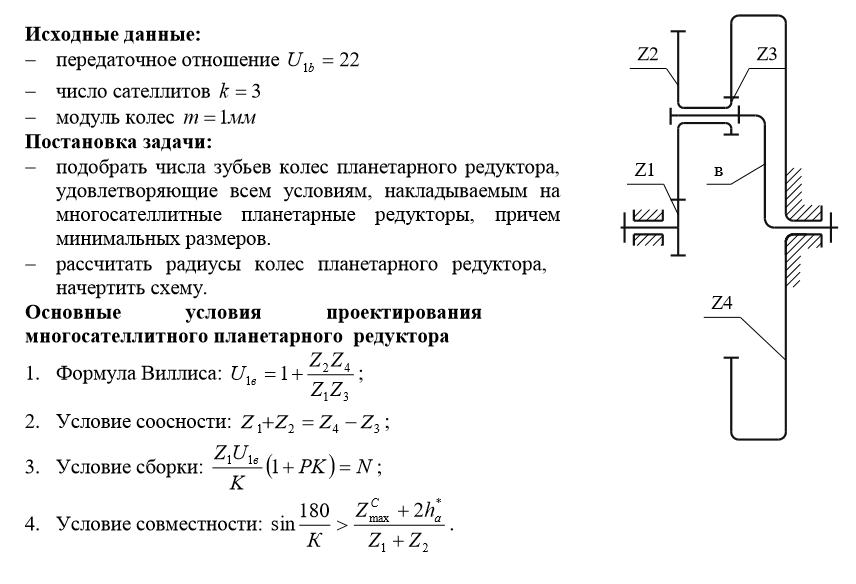 Исходные данные:
– передаточное отношение U₁b = 22
– число сателлитов k = 3
– модуль колес m = 1мм
Постановка задачи:
– подобрать числа зубьев колес планетарного редуктора,
удовлетворяющие всем условиям, накладываемым на
многосателлитные планетарные редукторы, причем
минимальных размеров.
– рассчитать радиусы колес планетарного редуктора,
начертить схему.
Основные условия проектирования
многосателлитного планетарного редуктора
1. Формула Виллиса: U₁в = 1 + Z₂Z₄ / Z₁Z₃ ;
2. Условие соосности: Z₁+Z₂ = Z₄ − Z₃ ;
3. Условие сборки: Z₁U₁в / K (1 + PK) = N ;
4. Условие совместности: sin 180 / К > Z^C_max + 2h*_a / Z₁ + Z₂ .
Z2
Z3
Z1
в
Z4